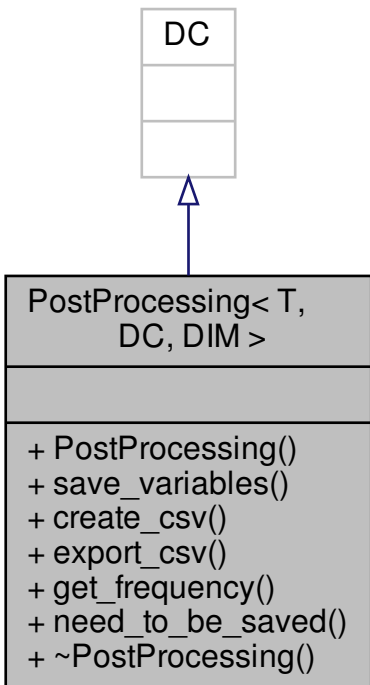 DC
PostProcessing< T,
DC, DIM >
+ PostProcessing()
+ save_variables()
+ create_csv()
+ export_csv()
+ get_frequency()
+ need_to_be_saved()
+ ~PostProcessing()